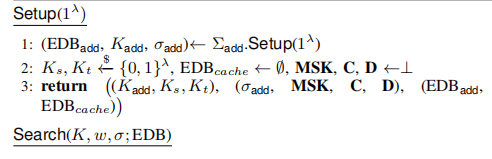 Setup(1^λ)
1: (EDB_add, K_add, σ_add)← Σ_add.Setup(1^λ)
2: K_s, K_t ←$ {0, 1}^λ, EDB_cache ← ∅, MSK, C, D ←⊥
3: return ((K_add, K_s, K_t), (σ_add, MSK, C, D), (EDB_add,
EDB_cache))
Search(K, w, σ; EDB)